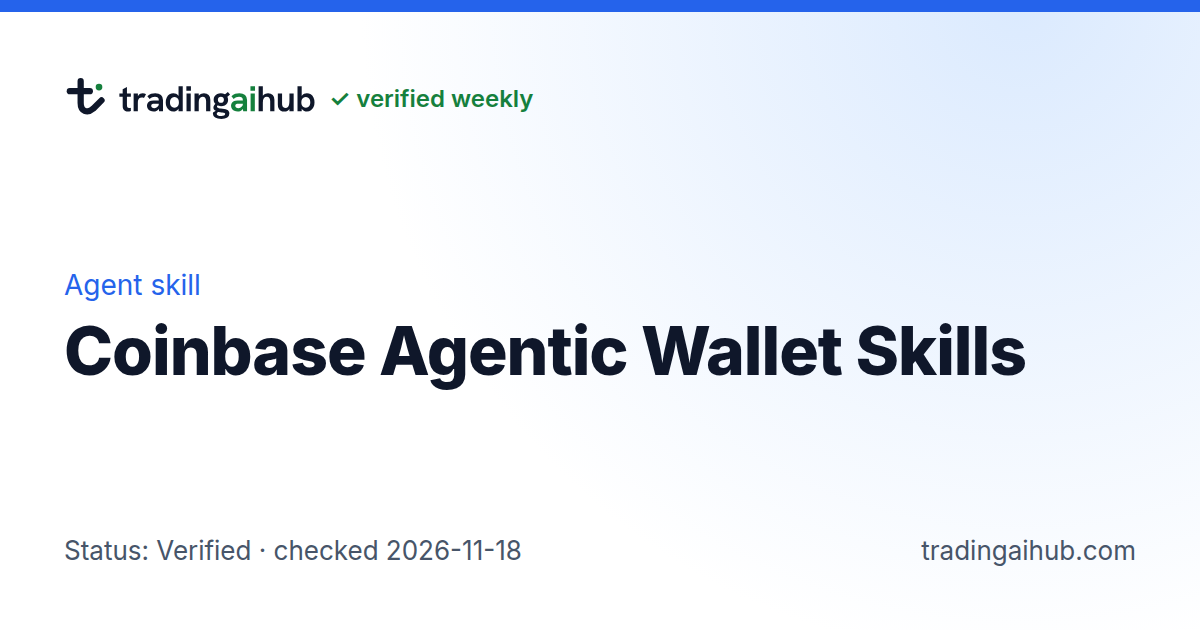 tradingaihub ✓ verified weekly
Agent skill
Coinbase Agentic Wallet Skills
Status: Verified · checked 2026-11-18
tradingaihub.com